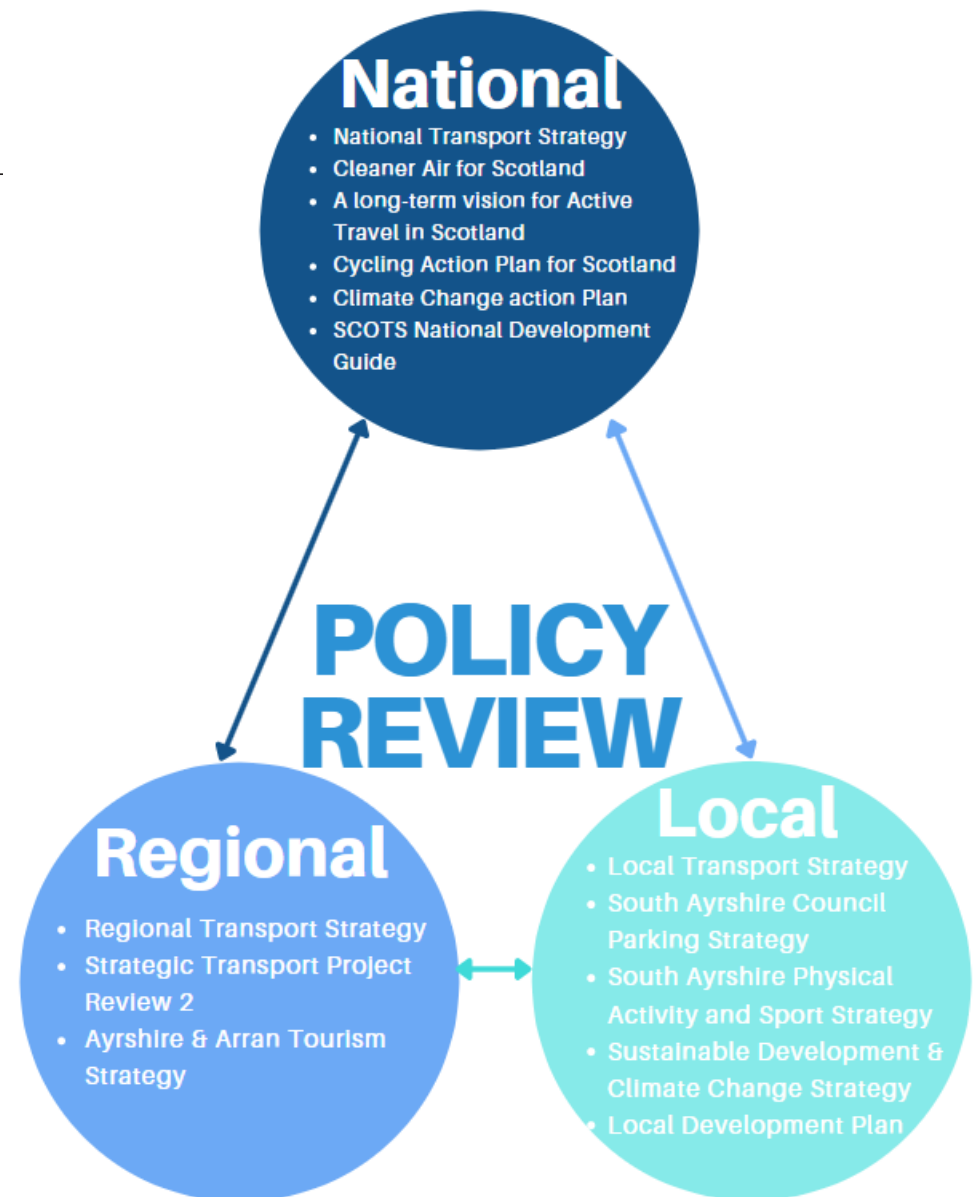 National
• National Transport Strategy
• Cleaner Air for Scotland
• A long-term vision for Active
Travel in Scotland
• Cycling Action Plan for Scotland
• Climate Change action Plan
• SCOTS National Development
Guide
POLICY
REVIEW
Regional
• Regional Transport Strategy
• Strategic Transport Project
Review 2
• Ayrshire & Arran Tourism
Strategy
Local
• Local Transport Strategy
• South Ayrshire Council
Parking Strategy
• South Ayrshire Physical
Activity and Sport Strategy
• Sustainable Development &
Climate Change Strategy
• Local Development Plan